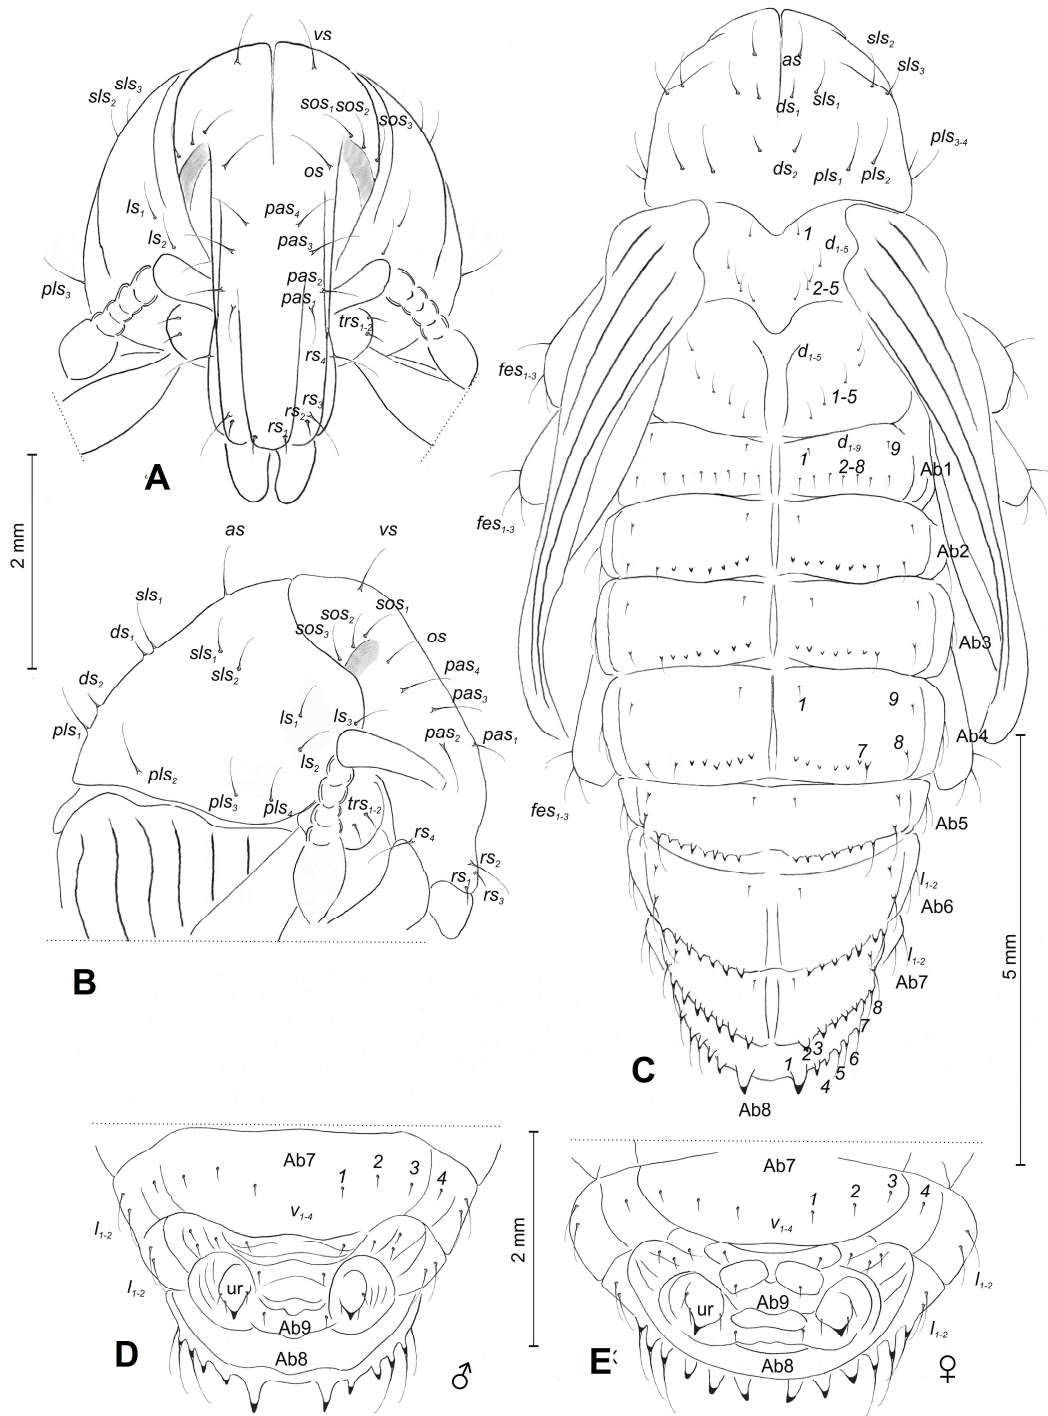 vs
sls₃
sls₂
sos₁ sos₂
sos₃
os
ls₁
pas₄
ls₂
pas₃
pas₂
pls₃
pas₁
trs₁₋₂
rs₄
rs₃
rs₂
rs₁
A
2 mm
as
vs
sls₁
sos₁
sos₂
sos₃
ds₁
os
sls₁
sls₂
pas₄
ds₂
pas₃
ls₁
ls₃
pls₁
pas₂
pas₁
ls₂
pls₂
pls₃
pls₄
trs₁₋₂
rs₄
rs₂
rs₁
rs₃
B
sls₂
as
sls₃
ds₁
sls₁
pls₃₋₄
ds₂
pls₁
pls₂
1
d₁₋₅
2-5
d₁₋₅
fes₁₋₃
1-5
d₁₋₉
9
1
2-8
Ab1
fes₁₋₃
Ab2
Ab3
1
9
Ab4
7
8
fes₁₋₃
Ab5
l₁₋₂
Ab6
l₁₋₂
Ab7
8
7
3
2
1
6
5
4
C
Ab8
5 mm
Ab7
1
2
3
4
v₁₋₄
l₁₋₂
l₁₋₂
ur
Ab9
Ab8
D
♂
2 mm
Ab7
1
2
3
4
v₁₋₄
l₁₋₂
ur
Ab9
l₁₋₂
Ab8
E
♀